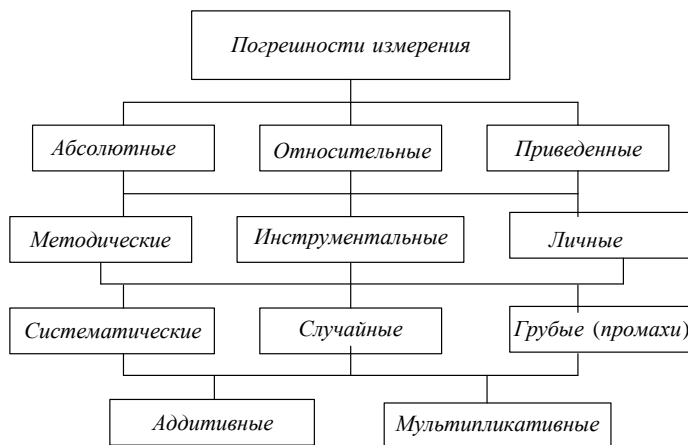 Погрешности измерения
Абсолютные
Относительные
Приведенные
Методические
Инструментальные
Личные
Систематические
Случайные
Грубые (промахи)
Аддитивные
Мультипликативные